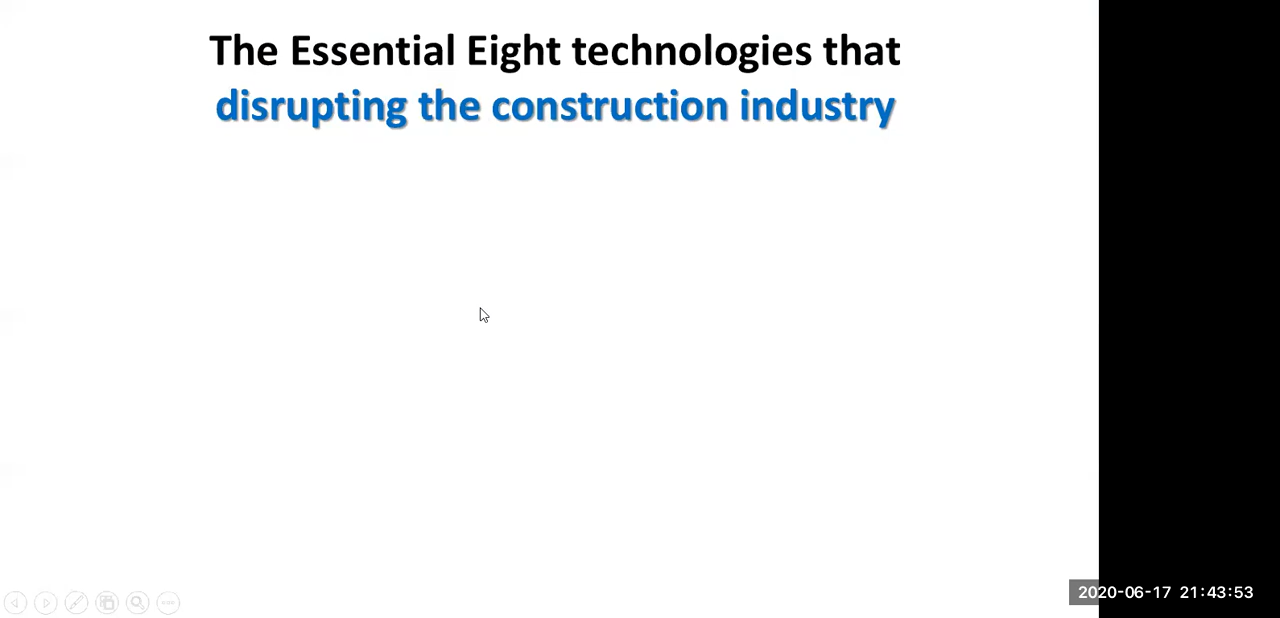 The Essential Eight technologies that
disrupting the construction industry
2020-06-17 21:43:53